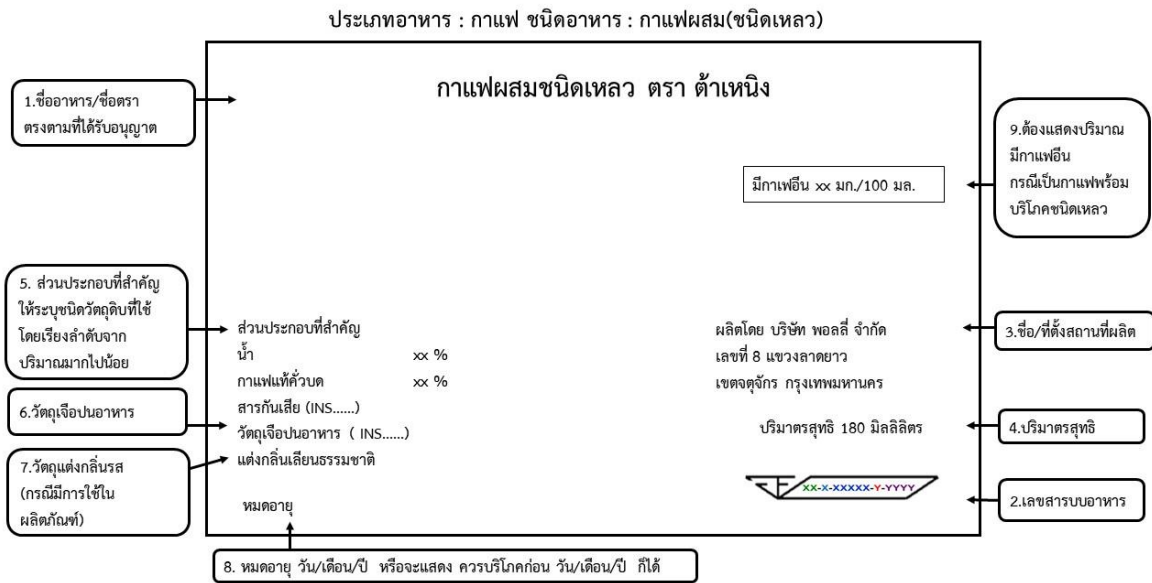 ประเภทอาหาร : กาแฟ ชนิดอาหาร : กาแฟผสม(ชนิดเหลว)
1.ชื่ออาหาร/ชื่อตรา
ตรงตามที่ได้รับอนุญาต
กาแฟผสมชนิดเหลว ตรา ต้าเหนิง
9.ต้องแสดงปริมาณ
มีกาเฟอีน
กรณีเป็นกาแฟพร้อม
บริโภคชนิดเหลว
มีกาเฟอีน xx มก./100 มล.
5. ส่วนประกอบที่สำคัญ
ให้ระบุชนิดวัตถุดิบที่ใช้
โดยเรียงลำดับจาก
ปริมาณมากไปน้อย
ส่วนประกอบที่สำคัญ
น้ำ xx %
กาแฟแท้คั่วบด xx %
สารกันเสีย (INS......)
วัตถุเจือปนอาหาร ( INS......)
แต่งกลิ่นเลียนธรรมชาติ
6.วัตถุเจือปนอาหาร
7.วัตถุแต่งกลิ่นรส
(กรณีมีการใช้ใน
ผลิตภัณฑ์)
หมดอายุ
ผลิตโดย บริษัท พอลลี่ จำกัด
เลขที่ 8 แขวงลาดยาว
เขตจตุจักร กรุงเทพมหานคร
3.ชื่อ/ที่ตั้งสถานที่ผลิต
ปริมาตรสุทธิ 180 มิลลิลิตร
4.ปริมาตรสุทธิ
XX-X-XXXXX-Y-YYYY
2.เลขสารบบอาหาร
8. หมดอายุ วัน/เดือน/ปี หรือจะแสดง ควรบริโภคก่อน วัน/เดือน/ปี ก็ได้